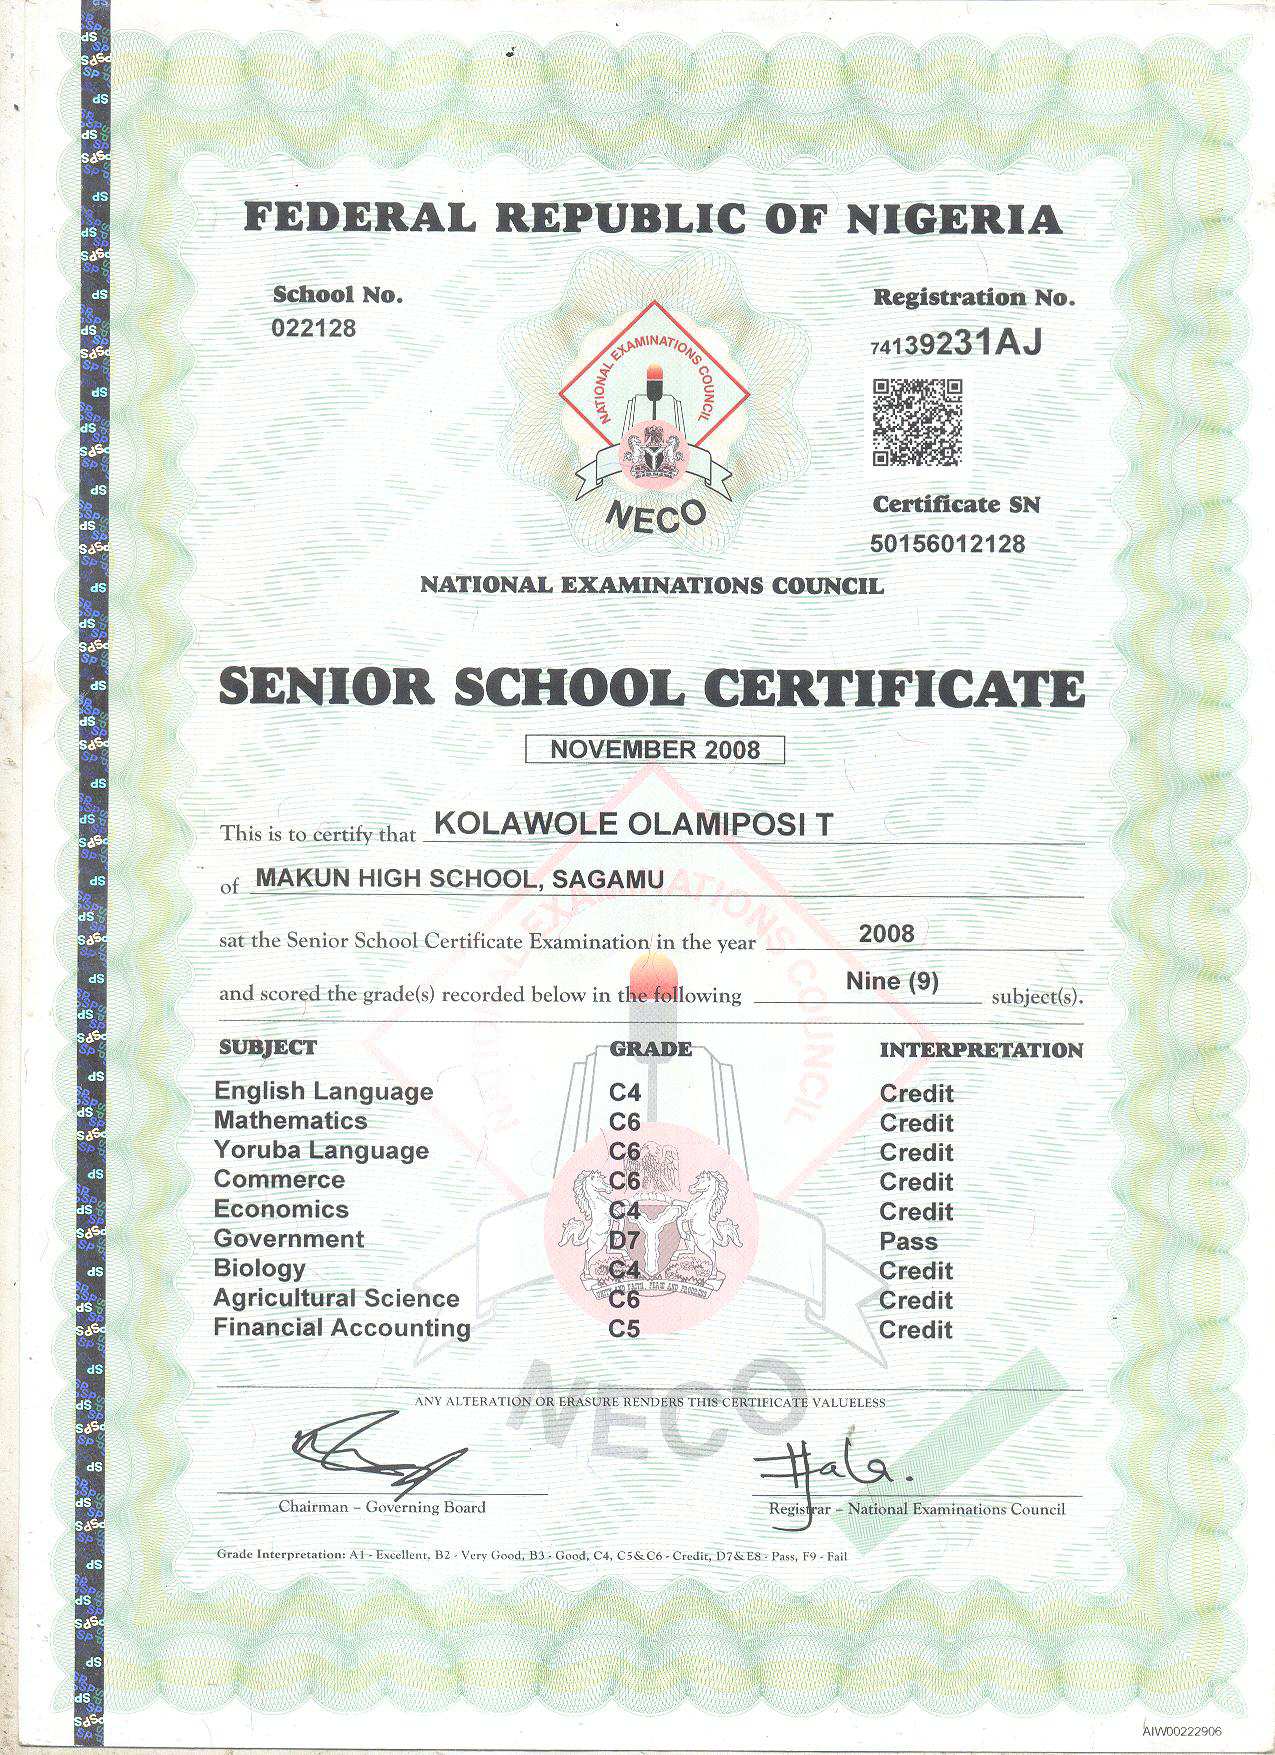 FEDERAL REPUBLIC OF NIGERIA
School No.
022128
Registration No.
74139231AJ
NATIONAL EXAMINATIONS COUNCIL
NECO
Certificate SN
50156012128
NATIONAL EXAMINATIONS COUNCIL
SENIOR SCHOOL CERTIFICATE
NOVEMBER 2008
This is to certify that KOLAWOLE OLAMIPOSI T
of MAKUN HIGH SCHOOL, SAGAMU
sat the Senior School Certificate Examination in the year 2008
and scored the grade(s) recorded below in the following Nine (9) subject(s).
SUBJECT GRADE INTERPRETATION
English Language C4 Credit
Mathematics C6 Credit
Yoruba Language C6 Credit
Commerce C6 Credit
Economics C4 Credit
Government D7 Pass
Biology C4 Credit
Agricultural Science C6 Credit
Financial Accounting C5 Credit
NECO
ANY ALTERATION OR ERASURE RENDERS THIS CERTIFICATE VALUELESS
Chairman – Governing Board
Registrar – National Examinations Council
Grade Interpretation: A1 - Excellent, B2 - Very Good, B3 - Good, C4, C5 & C6 - Credit, D7 & E8 - Pass, F9 - Fail
AIW00222906